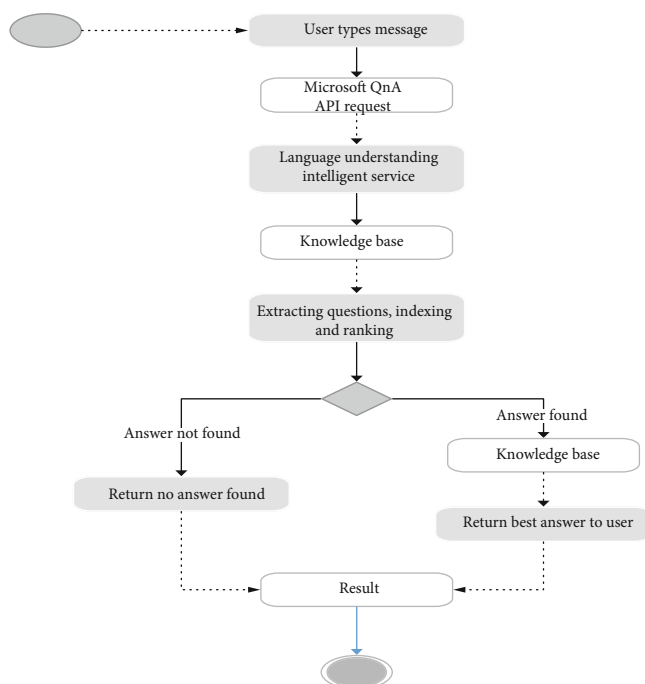 User types message
Microsoft QnA
API request
Language understanding
intelligent service
Knowledge base
Extracting questions, indexing
and ranking
Answer not found
Answer found
Knowledge base
Return no answer found
Return best answer to user
Result